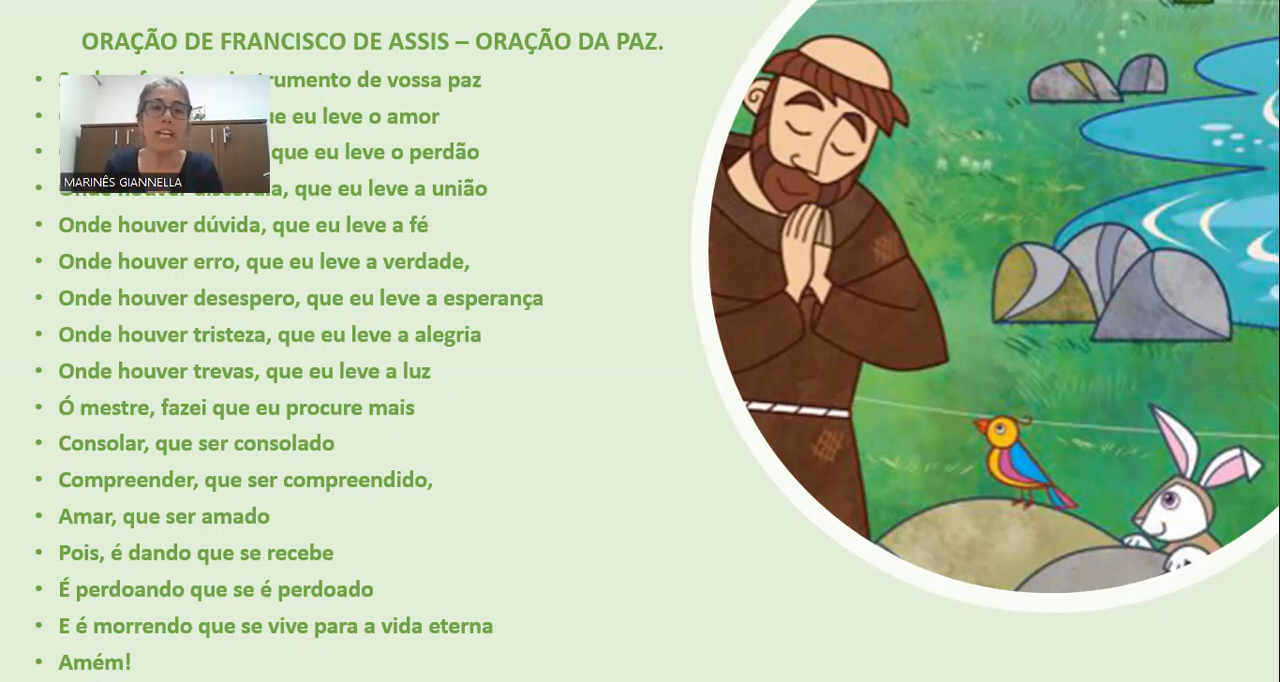 ORAÇÃO DE FRANCISCO DE ASSIS – ORAÇÃO DA PAZ.
de vossa paz
eu leve o amor
que eu leve o perdão
que eu leve a união
Onde houver dúvida, que eu leve a fé
Onde houver erro, que eu leve a verdade,
Onde houver desespero, que eu leve a esperança
Onde houver tristeza, que eu leve a alegria
Onde houver trevas, que eu leve a luz
Ó mestre, fazei que eu procure mais
Consolar, que ser consolado
Compreender, que ser compreendido,
Amar, que ser amado
Pois, é dando que se recebe
É perdoando que se é perdoado
E é morrendo que se vive para a vida eterna
Amém!
MARINÊS GIANNELLA